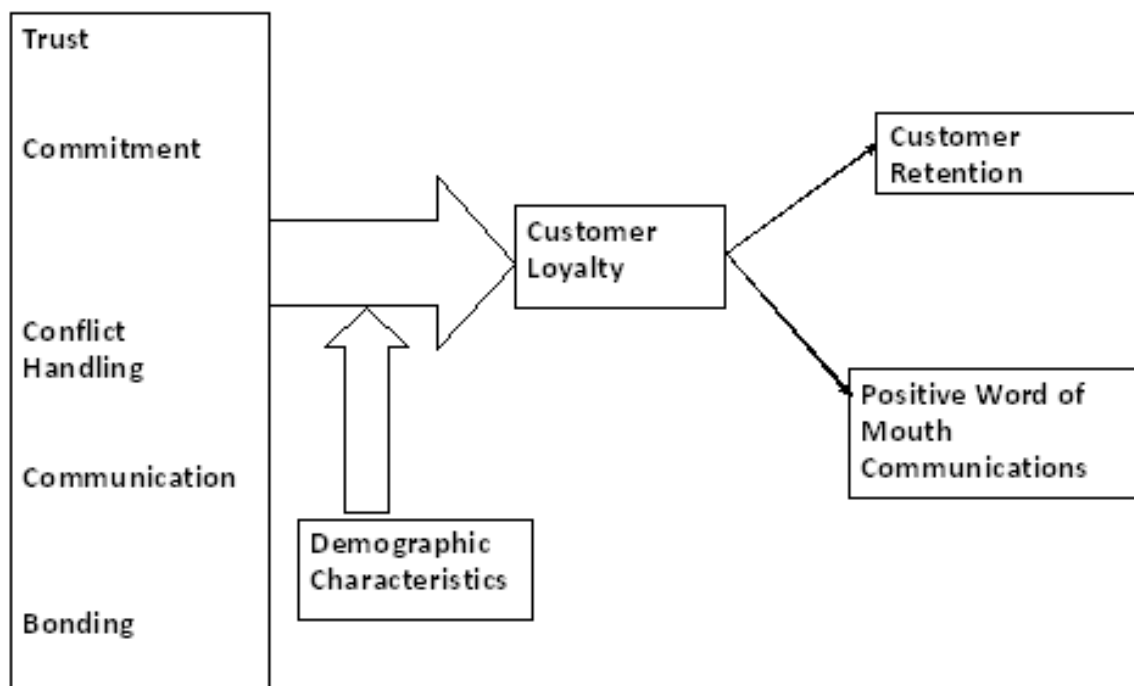 Trust
Commitment
Conflict
Handling
Communication
Bonding
Demographic
Characteristics
Customer
Loyalty
Customer
Retention
Positive Word of
Mouth
Communications